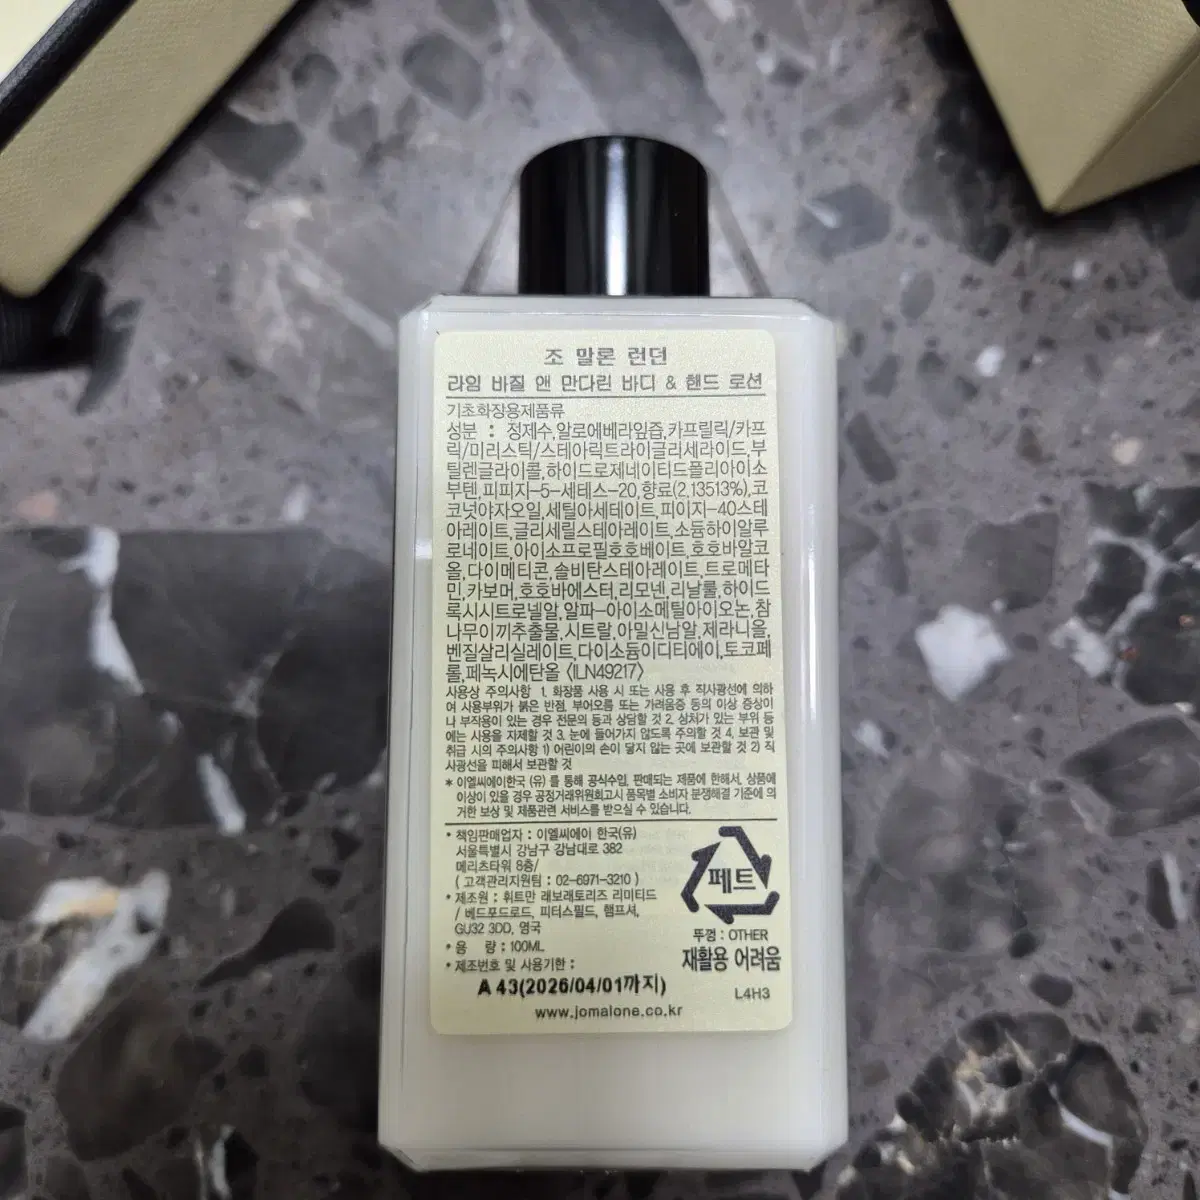 조 말론 런던
라임 바질 앤 만다린 바디 & 핸드 로션
기초화장용제품류
성분 : 정제수,알로에베라잎즙,카프릴릭/카프
릭/미리스틱/스테아릭트라이글리세라이드,부
틸렌글라이콜,하이드로제네이티드폴리아이소
부텐,피피지-5-세테스-20,향료(2.13513%),코
코넛야자오일,세틸아세테이트,피이지-40스테
아레이트,글리세릴스테아레이트,소듐하이알루
로네이트,아이소프로필호호베이트,호호바알코
올,다이메티콘,솔비탄스테아레이트,트로메타
민,카보머,호호바에스터,리모넨,리날룰,하이드
록시시트로넬알,알파-아이소메틸아이오논,참
나무이끼추출물,시트랄,아밀신남알,제라니올,
벤질살리실레이트,다이소듐이디티에이,토코페
롤,페녹시에탄올 <ILN49217>
사용상 주의사항 1. 화장품 사용 시 또는 사용 후 직사광선에 의하
여 사용부위가 붉은 반점, 부어오름 또는 가려움증 등의 이상 증상이
나 부작용이 있는 경우 전문의 등과 상담할 것 2. 상처가 있는 부위 등
에는 사용을 자제할 것 3. 눈에 들어가지 않도록 주의할 것 4. 보관 및
취급 시의 주의사항 1) 어린이의 손이 닿지 않는 곳에 보관할 것 2) 직
사광선을 피해서 보관할 것
* 이엘씨에이한국 (유) 를 통해 공식수입, 판매되는 제품에 한해서, 상품에
이상이 있을 경우 공정거래위원회고시 품목별 소비자 분쟁해결 기준에 의
거한 보상 및 제품관련 서비스를 받으실 수 있습니다.
• 책임판매업자 : 이엘씨에이 한국(유)
서울특별시 강남구 강남대로 382
메리츠타워 8층/
( 고객관리지원팀 : 02-6971-3210 )
• 제조원 : 휘트만 래보래토리즈 리미티드
/ 베드포드로드, 피터스필드, 햄프셔,
GU32 3DD, 영국
• 용 량 : 100ML
• 제조번호 및 사용기한 :
A 43(2026/04/01까지)
www.jomalone.co.kr
페트
뚜껑 : OTHER
재활용 어려움
L4H3